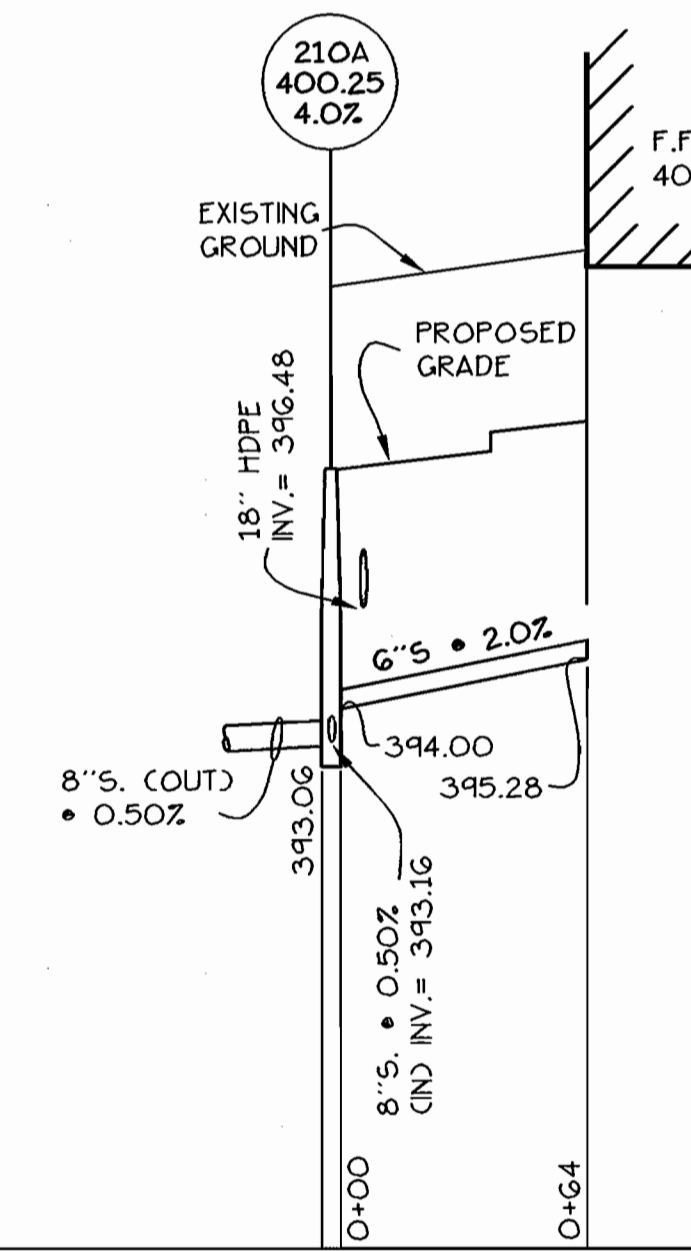 210A
400.25
4.0%
F.F
40
EXISTING
GROUND
PROPOSED
GRADE
18" HDPE
INV.= 396.48
6"S @ 2.0%
394.00
395.28
8"S. (OUT)
@ 0.50%
393.06
8"S. @ 0.50%
(IN) INV.= 393.16
0+00
0+64